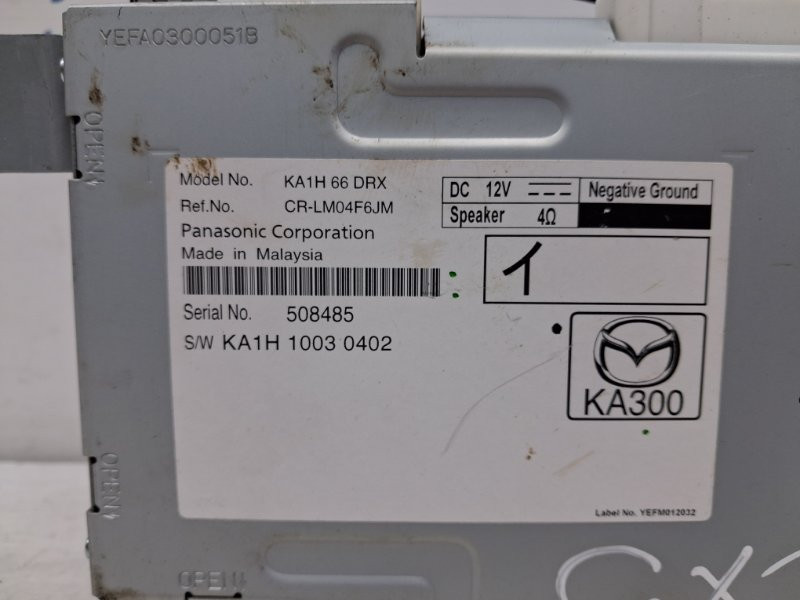 YEFA0300051B
OPEN
Model No. KA1H 66 DRX
Ref.No. CR-LM04F6JM
Panasonic Corporation
Made in Malaysia
DC 12V Negative Ground
Speaker 4Ω
イ
Serial No. 508485
S/W KA1H 1003 0402
KA300
OPEN
Label No. YEFM012032
OPEN